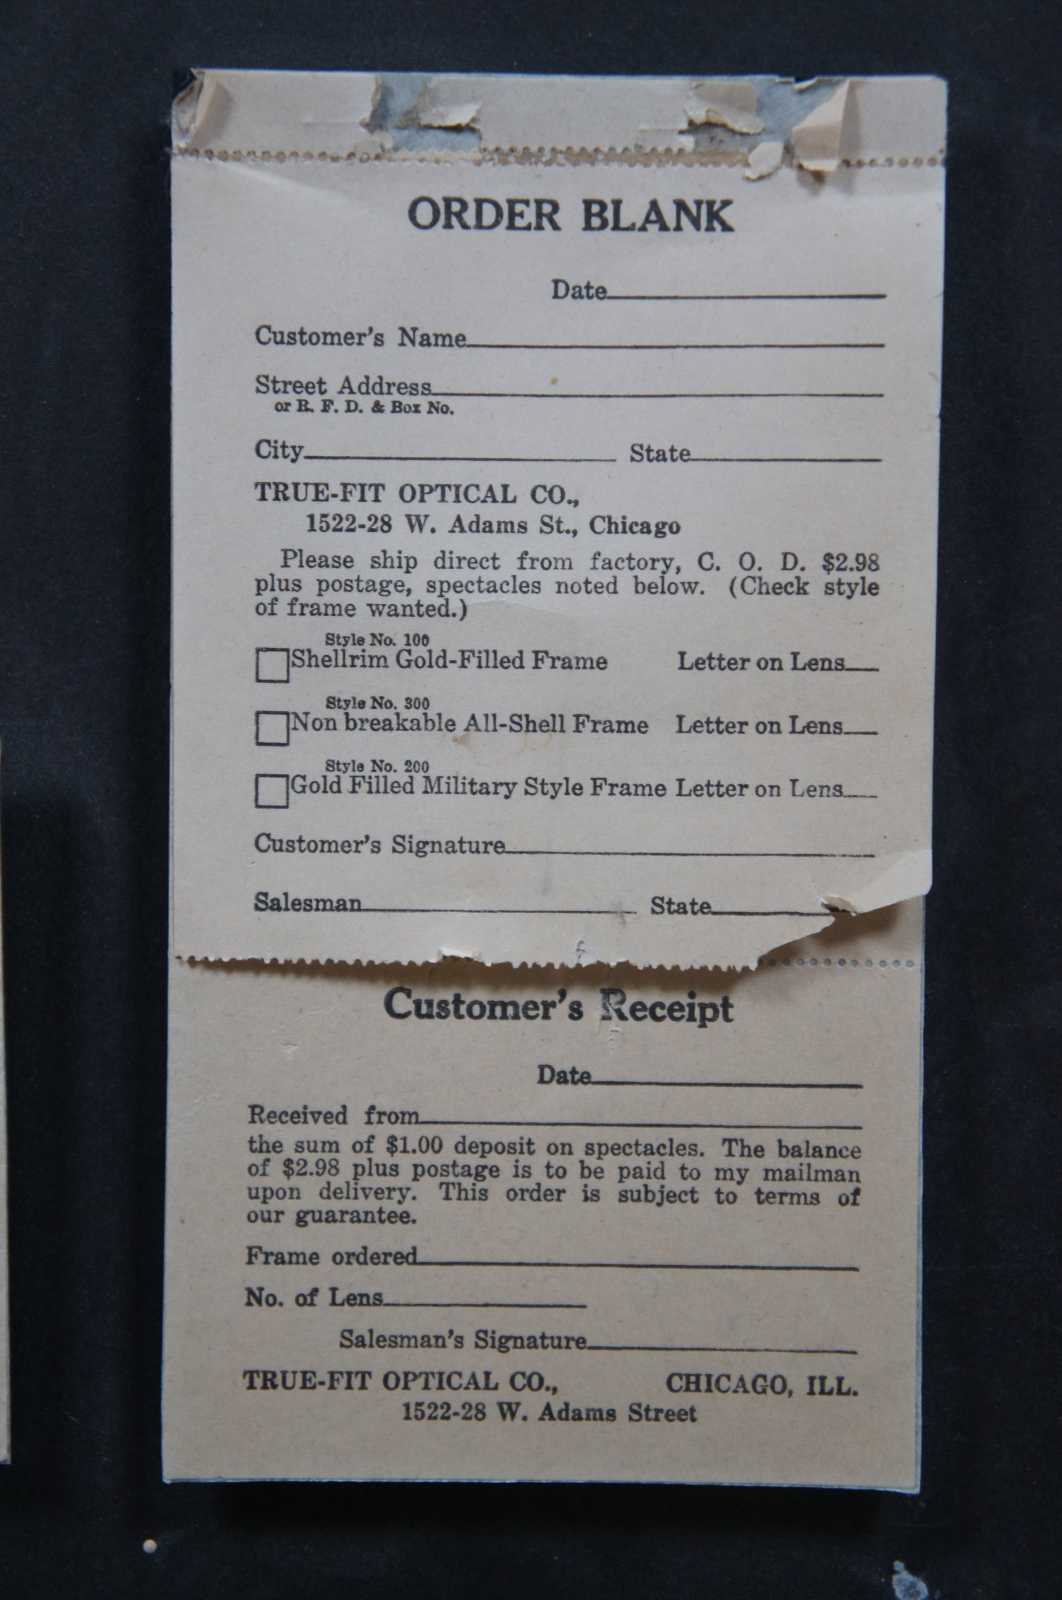 ORDER BLANK
Date
Customer's Name
Street Address
or R. F. D. & Box No.
City State
TRUE-FIT OPTICAL CO.,
1522-28 W. Adams St., Chicago
Please ship direct from factory, C. O. D. $2.98
plus postage, spectacles noted below. (Check style
of frame wanted.)
Style No. 100
Shellrim Gold-Filled Frame Letter on Lens
Style No. 300
Non breakable All-Shell Frame Letter on Lens
Style No. 200
Gold Filled Military Style Frame Letter on Lens
Customer's Signature
Salesman State
Customer's Receipt
Date
Received from
the sum of $1.00 deposit on spectacles. The balance
of $2.98 plus postage is to be paid to my mailman
upon delivery. This order is subject to terms of
our guarantee.
Frame ordered
No. of Lens
Salesman's Signature
TRUE-FIT OPTICAL CO., CHICAGO, ILL.
1522-28 W. Adams Street